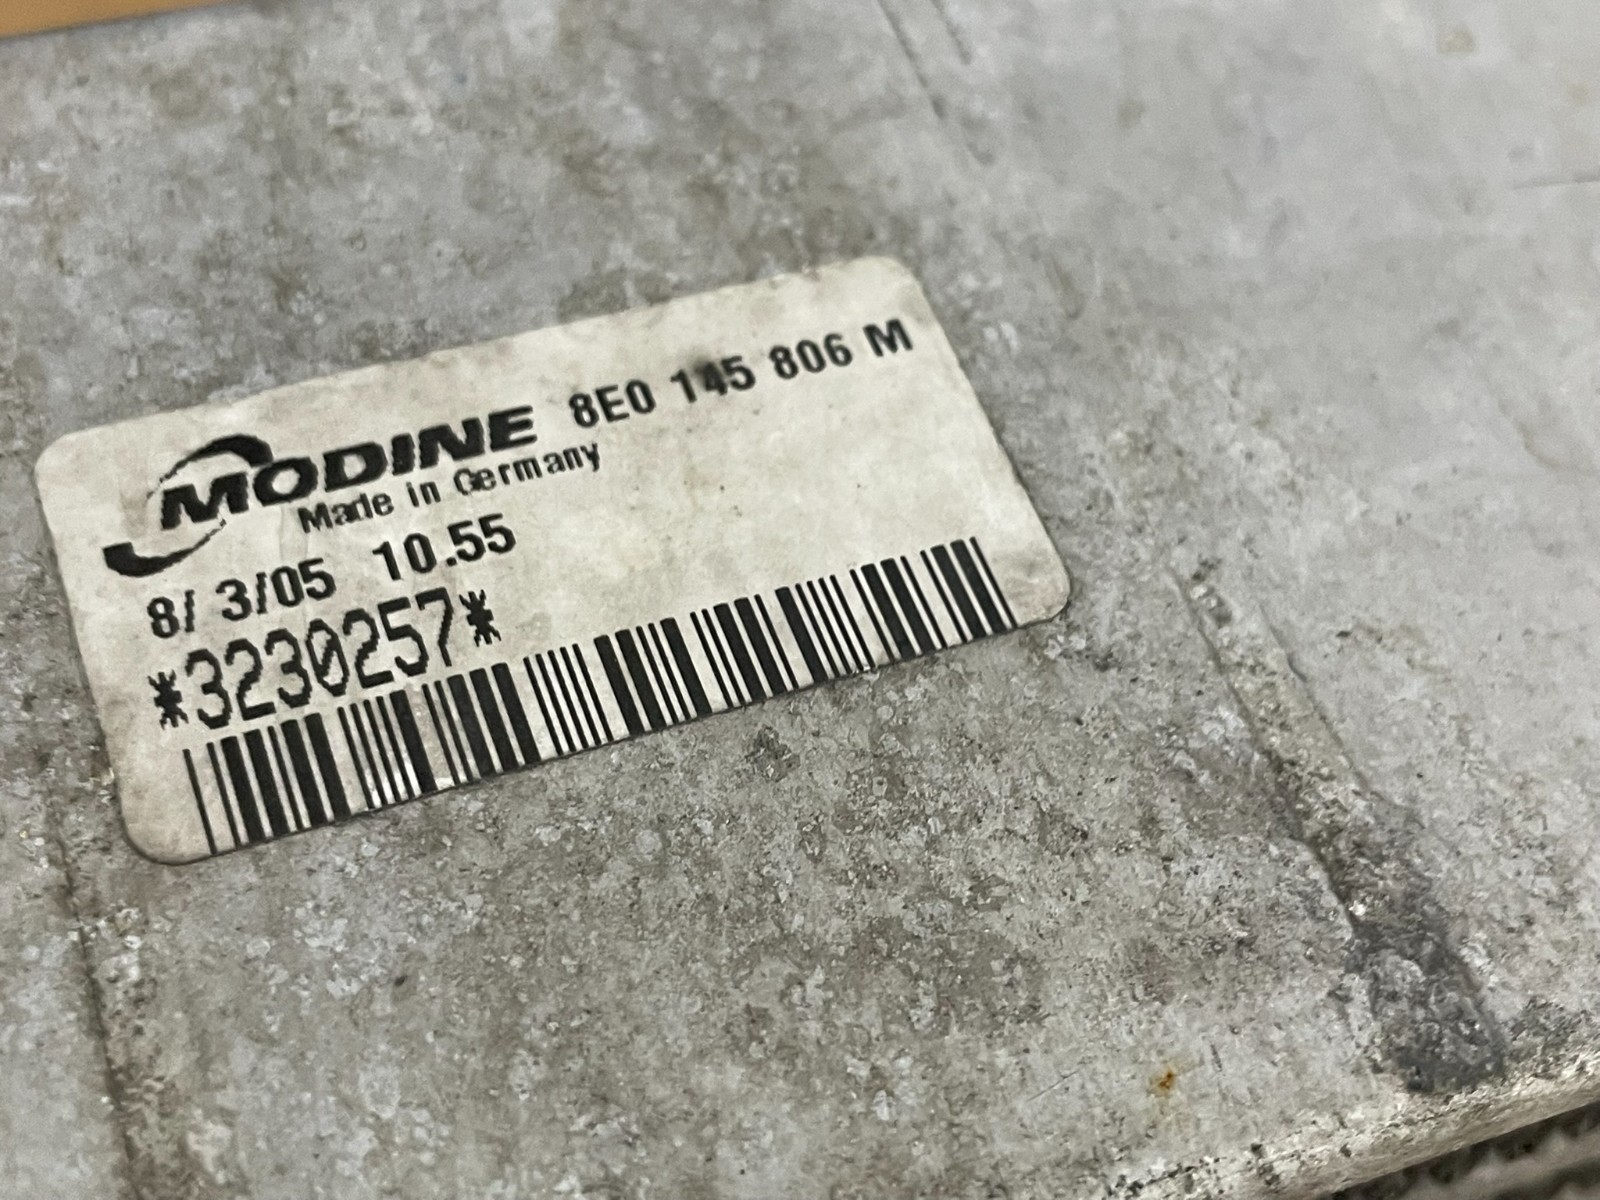 MODINE 8E0 145 806 M
Made in Germany
8/ 3/05 10.55
*3230257*